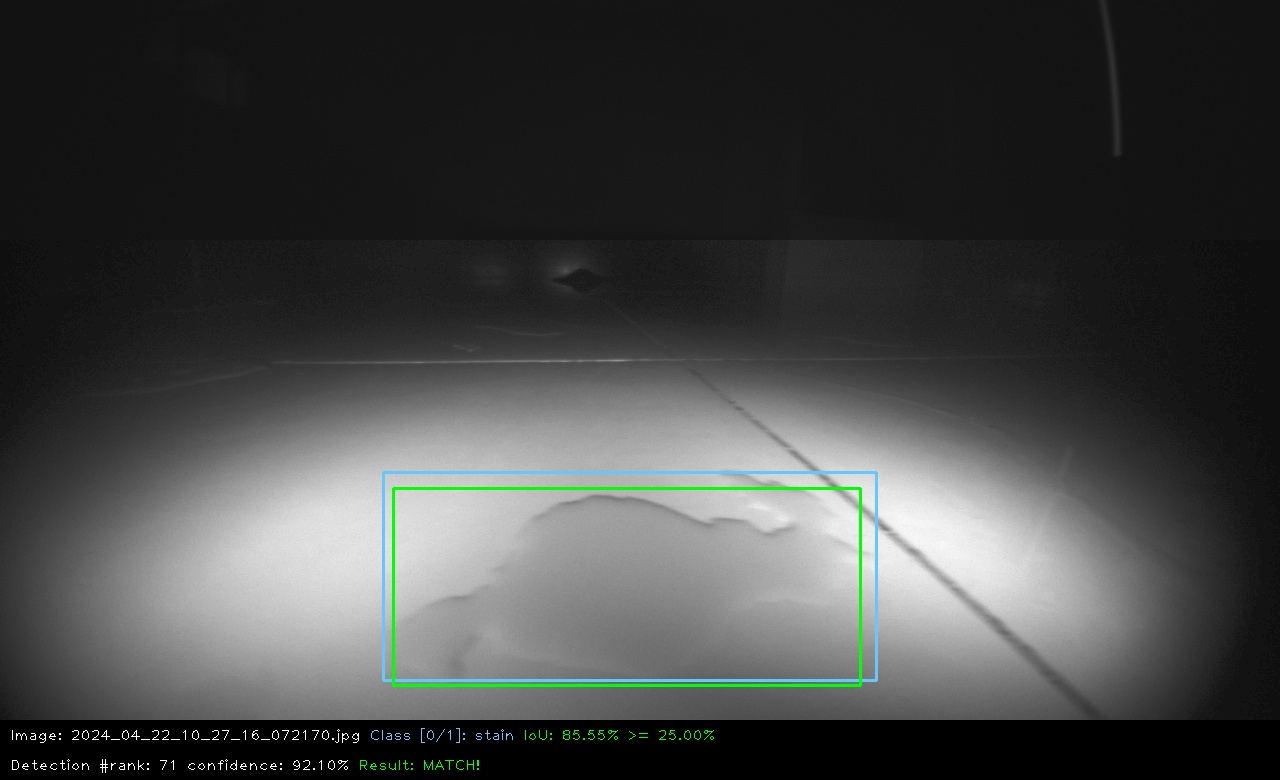 Image: 2024_04_22_10_27_16_072170.jpg Class [0/1]: stain IoU: 85.55% >= 25.00%
Detection #rank: 71 confidence: 92.10% Result: MATCH!